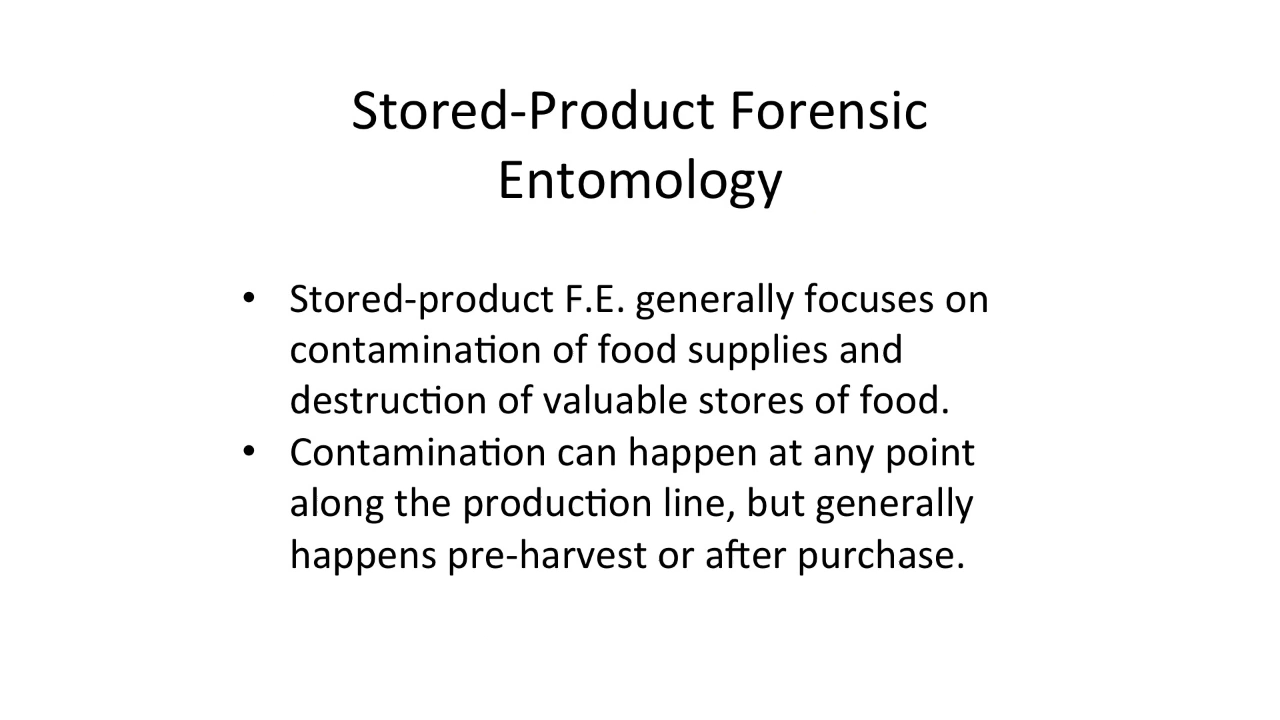 Stored-Product Forensic
Entomology
• Stored-product F.E. generally focuses on
contamination of food supplies and
destruction of valuable stores of food.
• Contamination can happen at any point
along the production line, but generally
happens pre-harvest or after purchase.